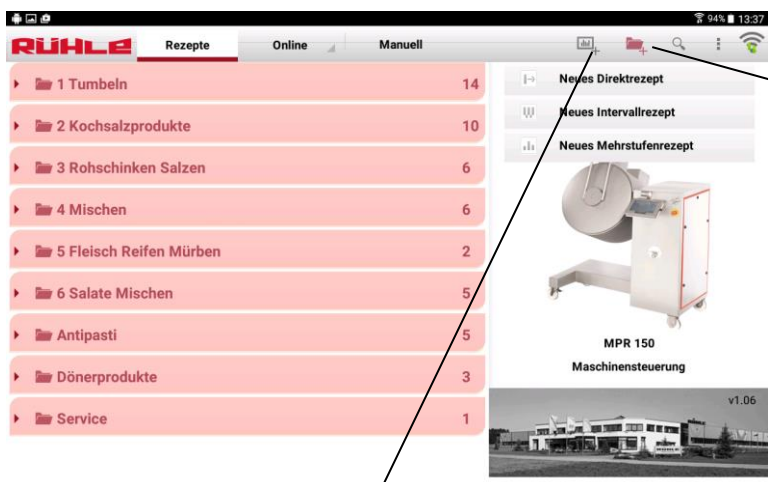 94% 13:37
RÜHLE Rezepte Online Manuell
1 Tumbeln 14
2 Kochsalzprodukte 10
3 Rohschinken Salzen 6
4 Mischen 6
5 Fleisch Reifen Mürben 2
6 Salate Mischen 5
Antipasti 5
Dönerprodukte 3
Service 1
Neues Direktrezept
Neues Intervallrezept
Neues Mehrstufenrezept
MPR 150
Maschinensteuerung
v1.06